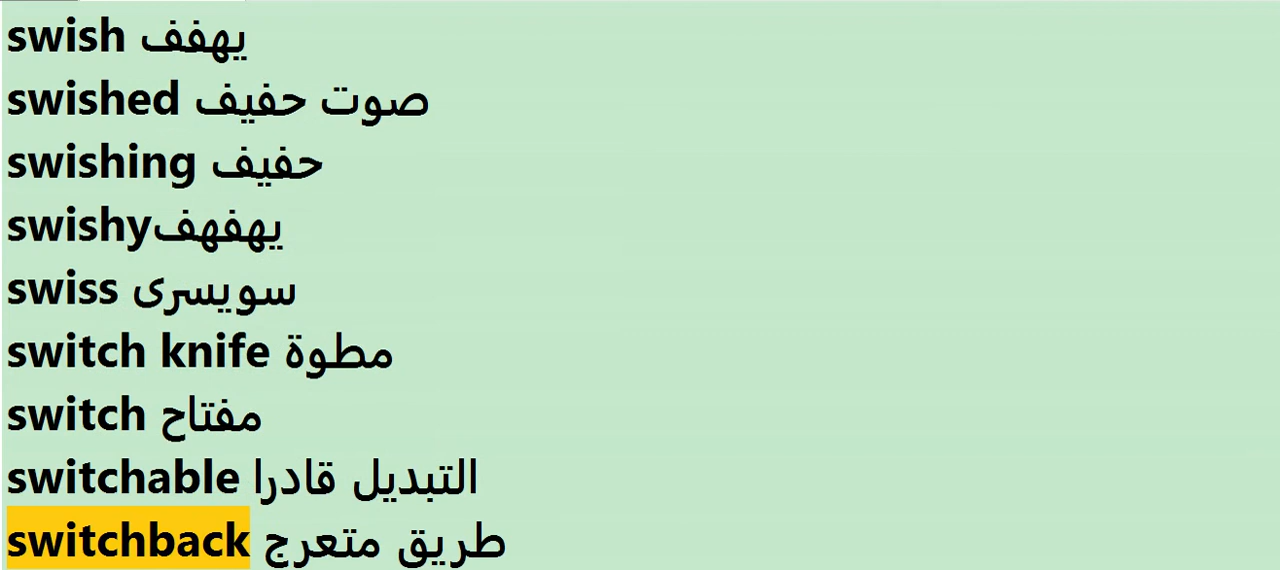 swish يهفف
swished صوت حفيف
swishing حفيف
swishyيهفهف
swiss سويسرى
switch knife مطوة
switch مفتاح
switchable التبديل قادرا
switchback طريق متعرج